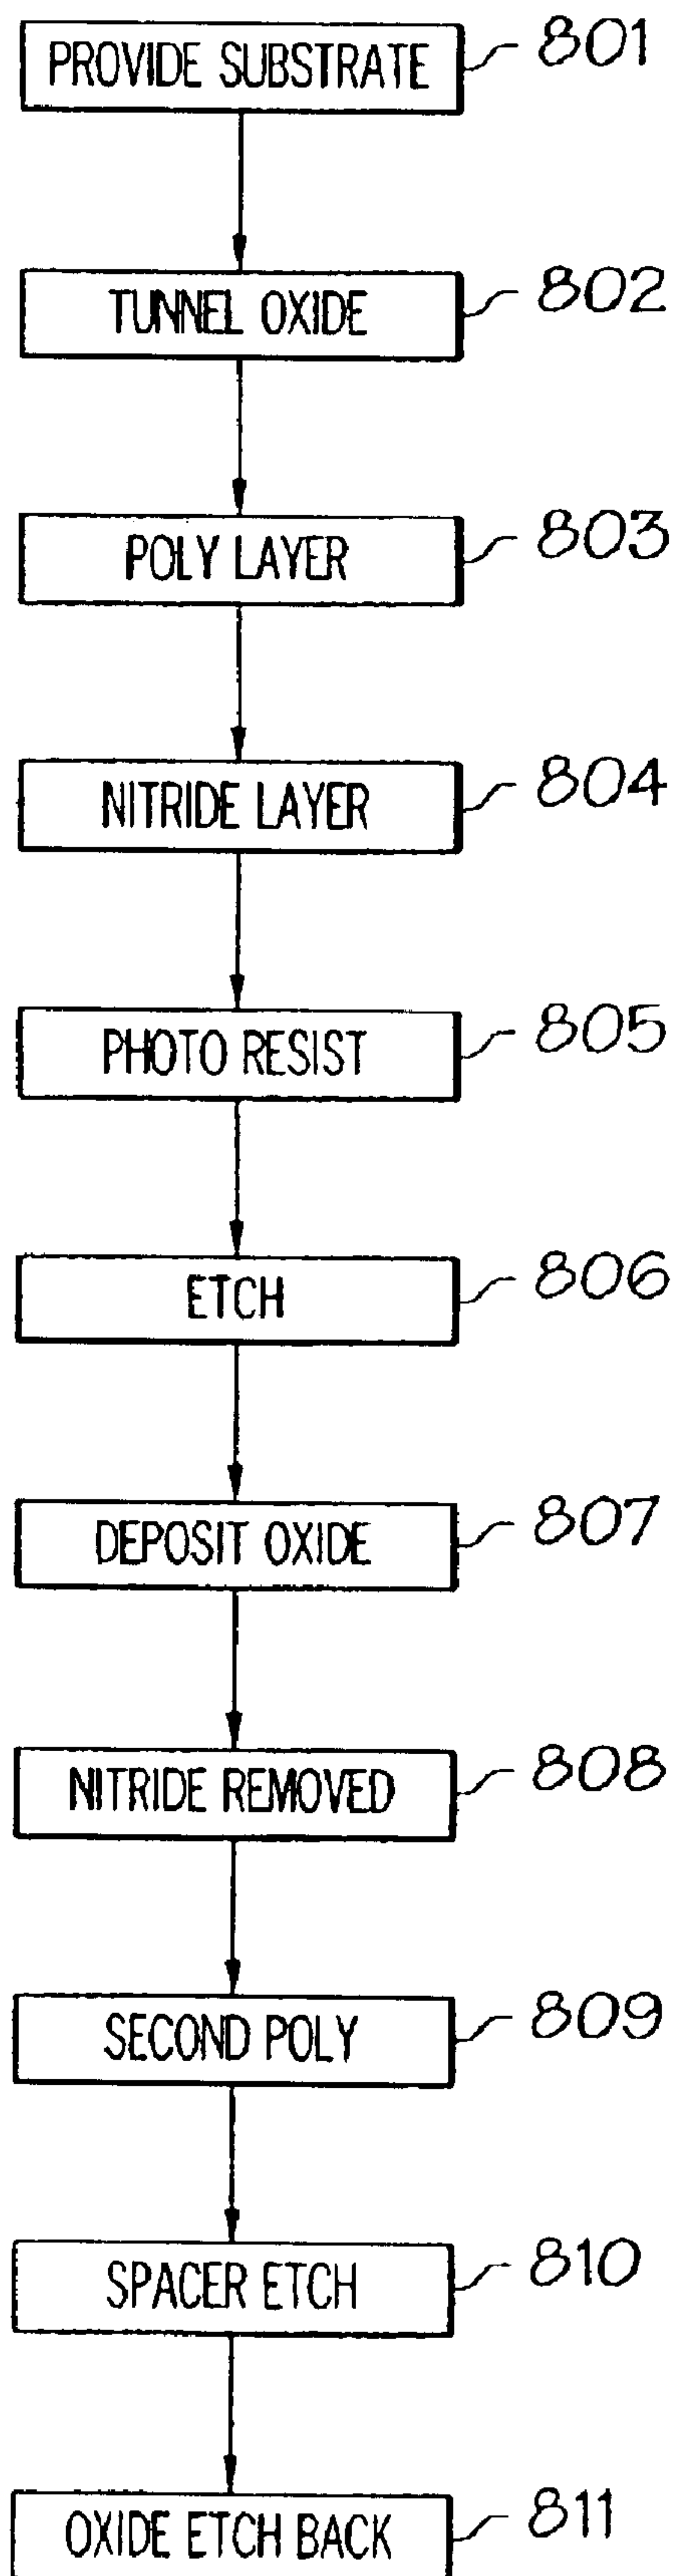 PROVIDE SUBSTRATE 801
TUNNEL OXIDE 802
POLY LAYER 803
NITRIDE LAYER 804
PHOTO RESIST 805
ETCH 806
DEPOSIT OXIDE 807
NITRIDE REMOVED 808
SECOND POLY 809
SPACER ETCH 810
OXIDE ETCH BACK 811